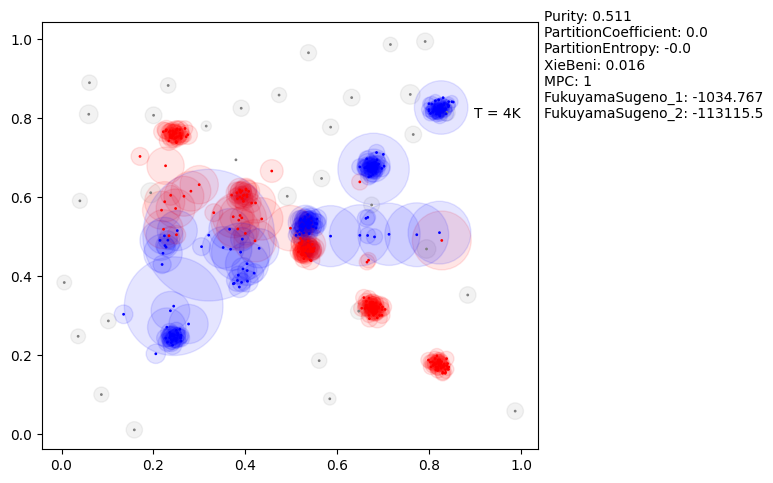 Purity: 0.511
PartitionCoefficient: 0.0
PartitionEntropy: -0.0
XieBeni: 0.016
MPC: 1
FukuyamaSugeno_1: -1034.767
FukuyamaSugeno_2: -113115.5
T = 4K
1.0
0.8
0.6
0.4
0.2
0.0
0.0 0.2 0.4 0.6 0.8 1.0